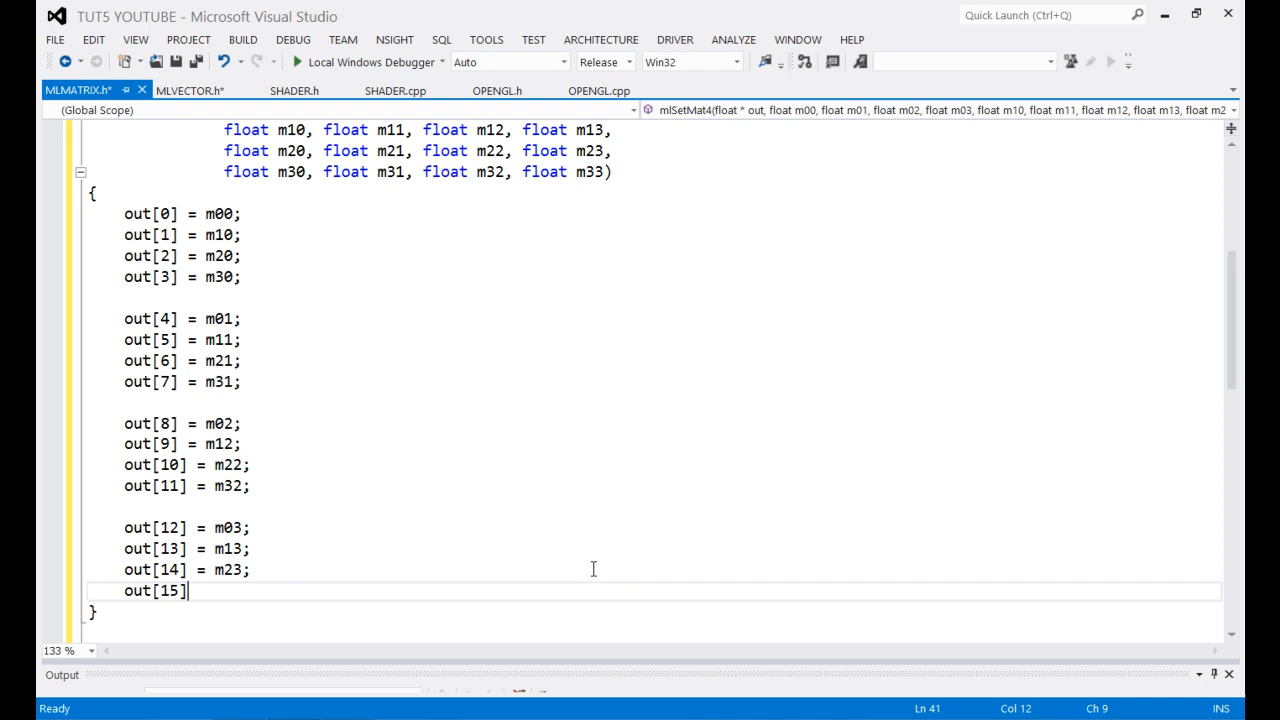 TUT5 YOUTUBE - Microsoft Visual Studio
Quick Launch (Ctrl+Q)
FILE EDIT VIEW PROJECT BUILD DEBUG TEAM NSIGHT SQL TOOLS TEST ARCHITECTURE DRIVER ANALYZE WINDOW HELP
Local Windows Debugger Auto Release Win32
MLMATRIX.h* MLVECTOR.h* SHADER.h SHADER.cpp OPENGL.h OPENGL.cpp
(Global Scope) mlSetMat4(float * out, float m00, float m01, float m02, float m03, float m10, float m11, float m12, float m13, float m2
float m10, float m11, float m12, float m13,
float m20, float m21, float m22, float m23,
float m30, float m31, float m32, float m33)
{
out[0] = m00;
out[1] = m10;
out[2] = m20;
out[3] = m30;
out[4] = m01;
out[5] = m11;
out[6] = m21;
out[7] = m31;
out[8] = m02;
out[9] = m12;
out[10] = m22;
out[11] = m32;
out[12] = m03;
out[13] = m13;
out[14] = m23;
out[15]
}
133 %
Output
Ready Ln 41 Col 12 Ch 9 INS